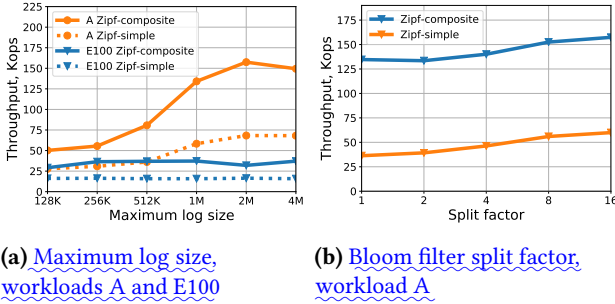 225
200
175
150
125
100
75
50
25
0
Throughput, Kops
A Zipf-composite
A Zipf-simple
E100 Zipf-composite
E100 Zipf-simple
128K 256K 512K 1M 2M 4M
Maximum log size
175
150
125
100
75
50
25
0
Throughput, Kops
Zipf-composite
Zipf-simple
1 2 4 8 16
Split factor
(a) Maximum log size,
workloads A and E100
(b) Bloom filter split factor,
workload A